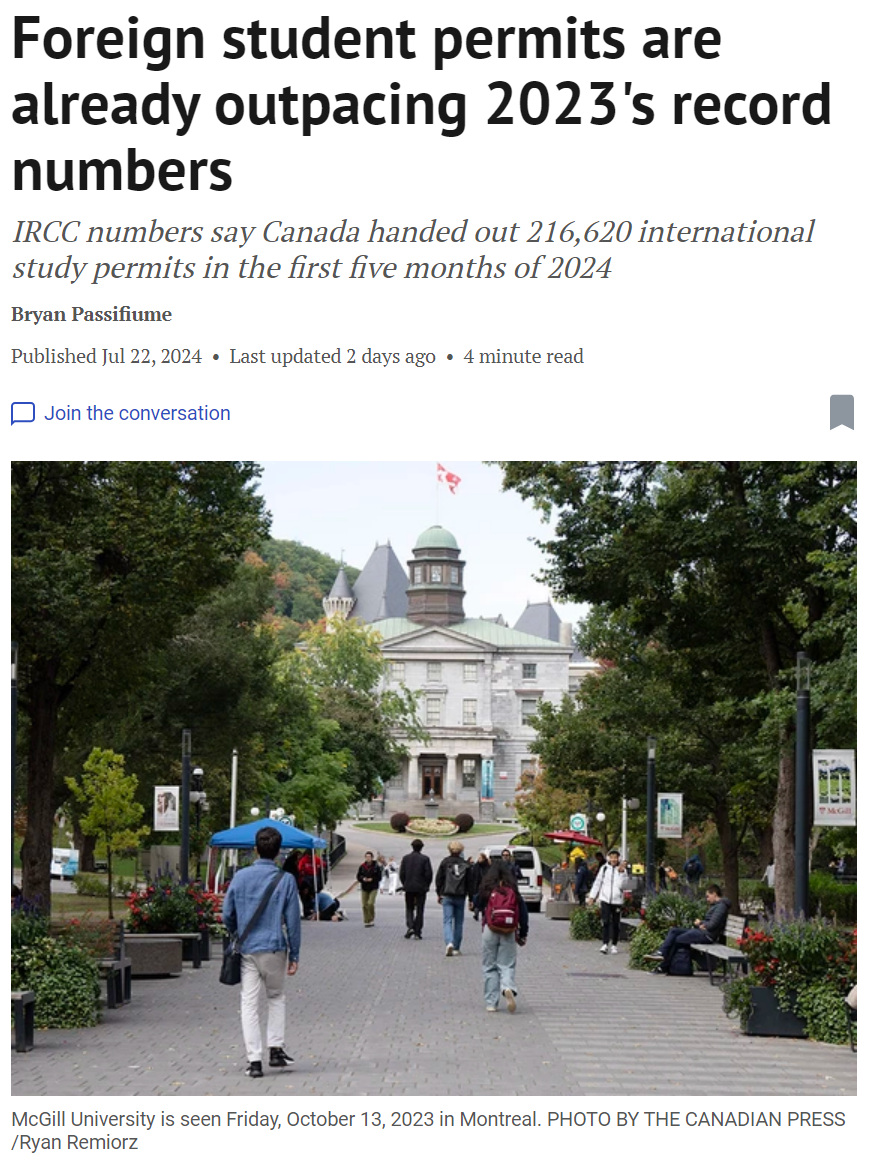 Foreign student permits are
already outpacing 2023's record
numbers
IRCC numbers say Canada handed out 216,620 international
study permits in the first five months of 2024
Bryan Passifiume
Published Jul 22, 2024 • Last updated 2 days ago • 4 minute read
Join the conversation
McGill
McGill University is seen Friday, October 13, 2023 in Montreal. PHOTO BY THE CANADIAN PRESS
/Ryan Remiorz